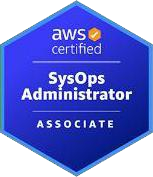 aws
certified
SysOps
Administrator
ASSOCIATE